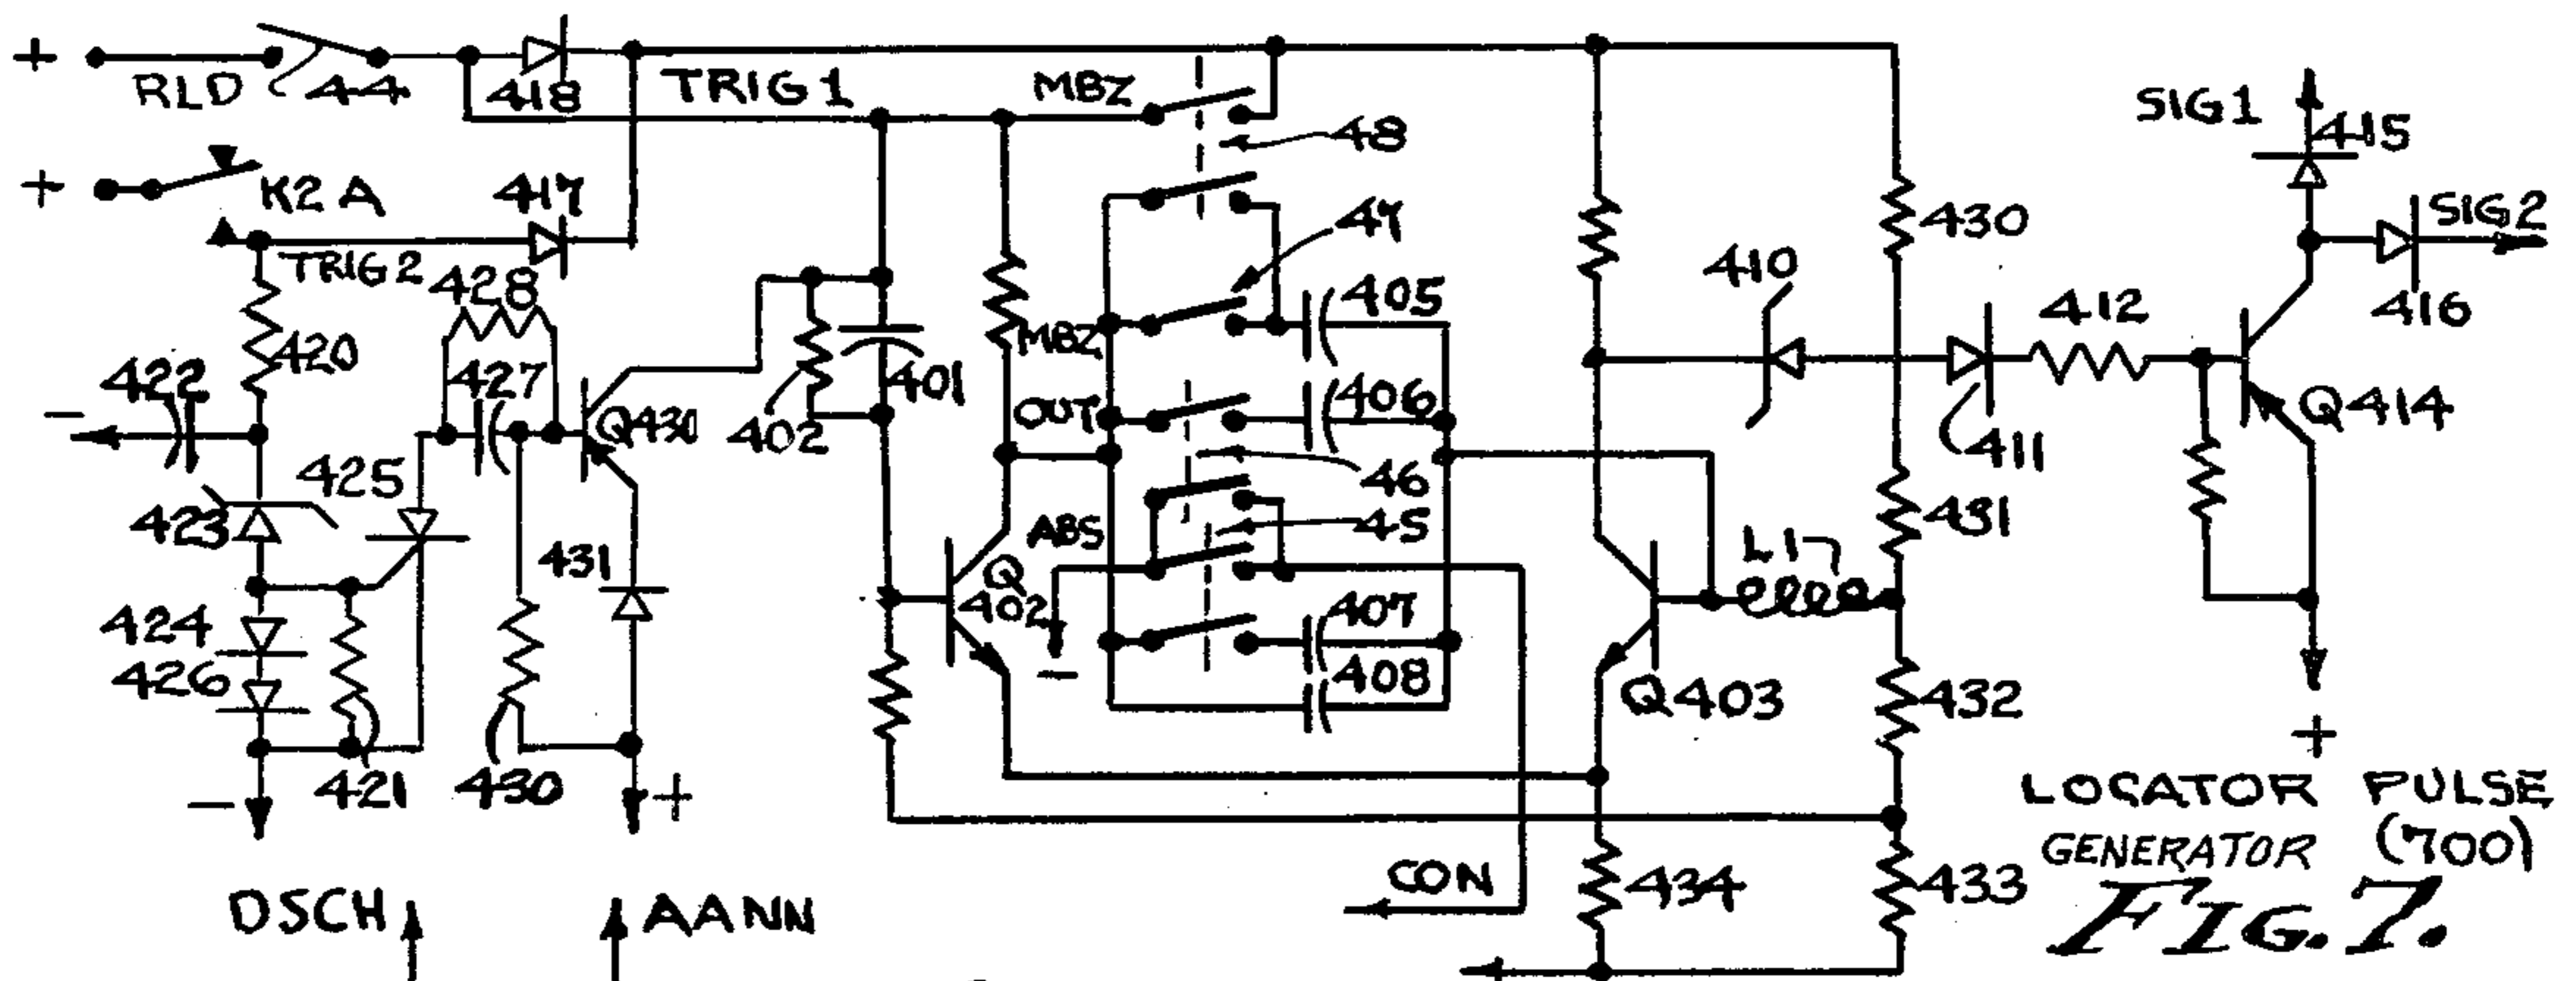 + RLD 44 418 TRIG 1 MBZ 48 SIG 1 415
+ K2A 417 SIG 2
TRIG 2 428 47 430 410 416
420 422 427 Q430 402 401 MBZ 405 412
- 425 OUT 406 411 Q414
423 431 ABS 46 45 431 L1
424 Q402 407
426 - 408 Q403 432
421 430 +
- +
LOCATOR PULSE
GENERATOR (700)
CON 434 433
DSCH AANN
FIG. 7.